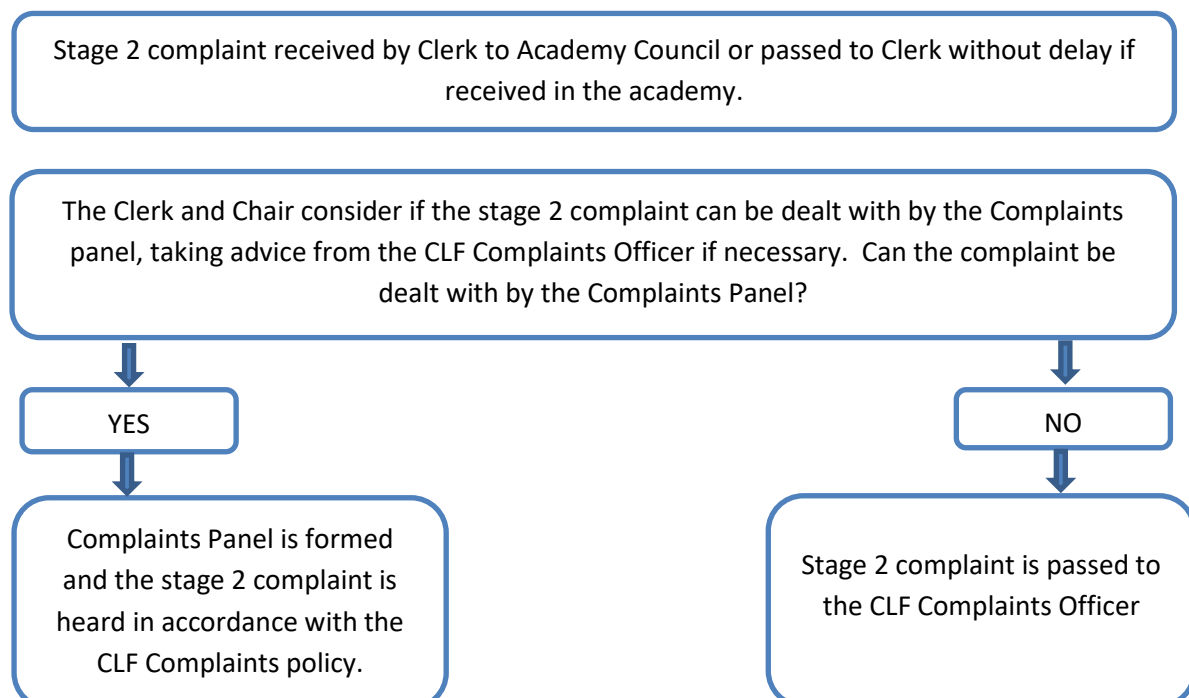 Stage 2 complaint received by Clerk to Academy Council or passed to Clerk without delay if
received in the academy.
The Clerk and Chair consider if the stage 2 complaint can be dealt with by the Complaints
panel, taking advice from the CLF Complaints Officer if necessary.  Can the complaint be
dealt with by the Complaints Panel?
YES
NO
Complaints Panel is formed
and the stage 2 complaint is
heard in accordance with the
CLF Complaints policy.
Stage 2 complaint is passed to
the CLF Complaints Officer